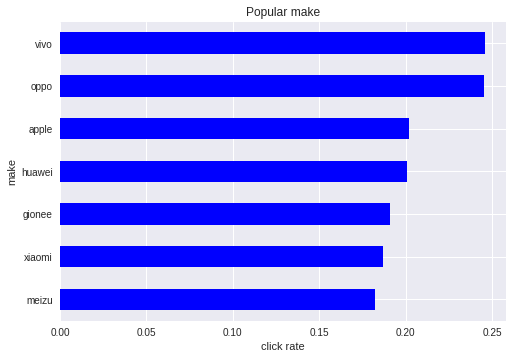 Popular make
vivo
oppo
apple
huawei
gionee
xiaomi
meizu
make
0.00 0.05 0.10 0.15 0.20 0.25
click rate